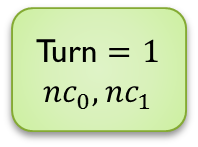 Turn = 1
nc₀, nc₁